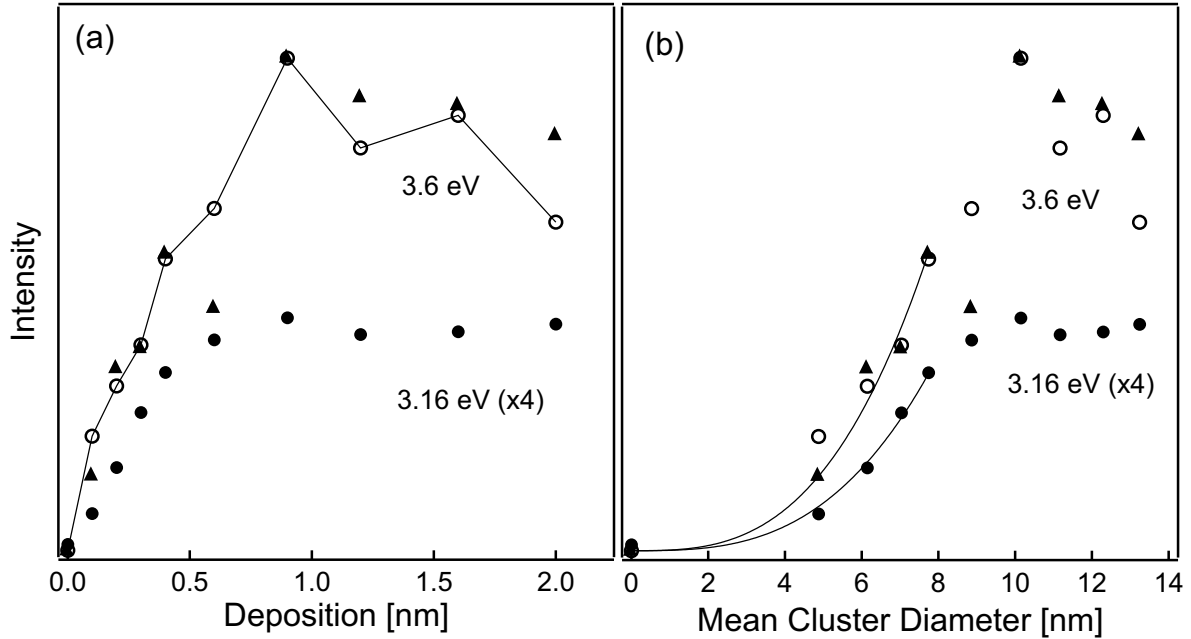 (a)
3.6 eV
3.16 eV (x4)
Intensity
0.0 0.5 1.0 1.5 2.0
Deposition [nm]
(b)
3.6 eV
3.16 eV (x4)
0 2 4 6 8 10 12 14
Mean Cluster Diameter [nm]